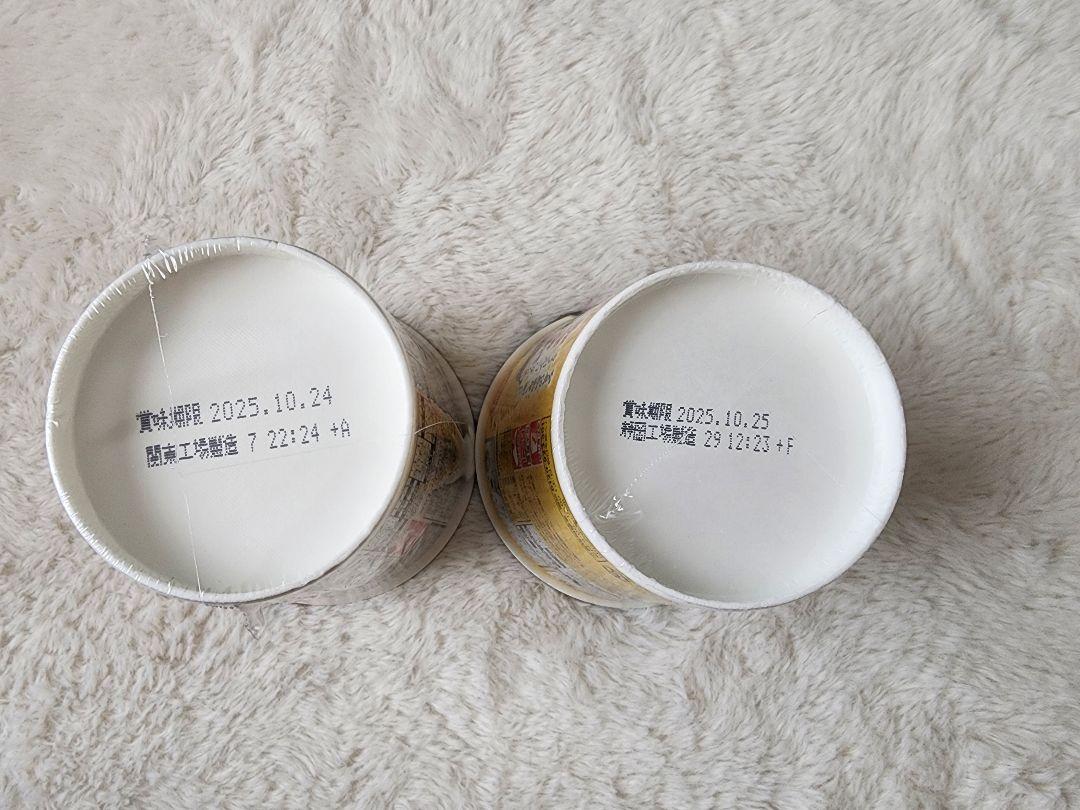 賞味期限 2025.10.24
関東工場製造 7 22:24 +A
賞味期限 2025.10.25
静岡工場製造 29 12:23 +F